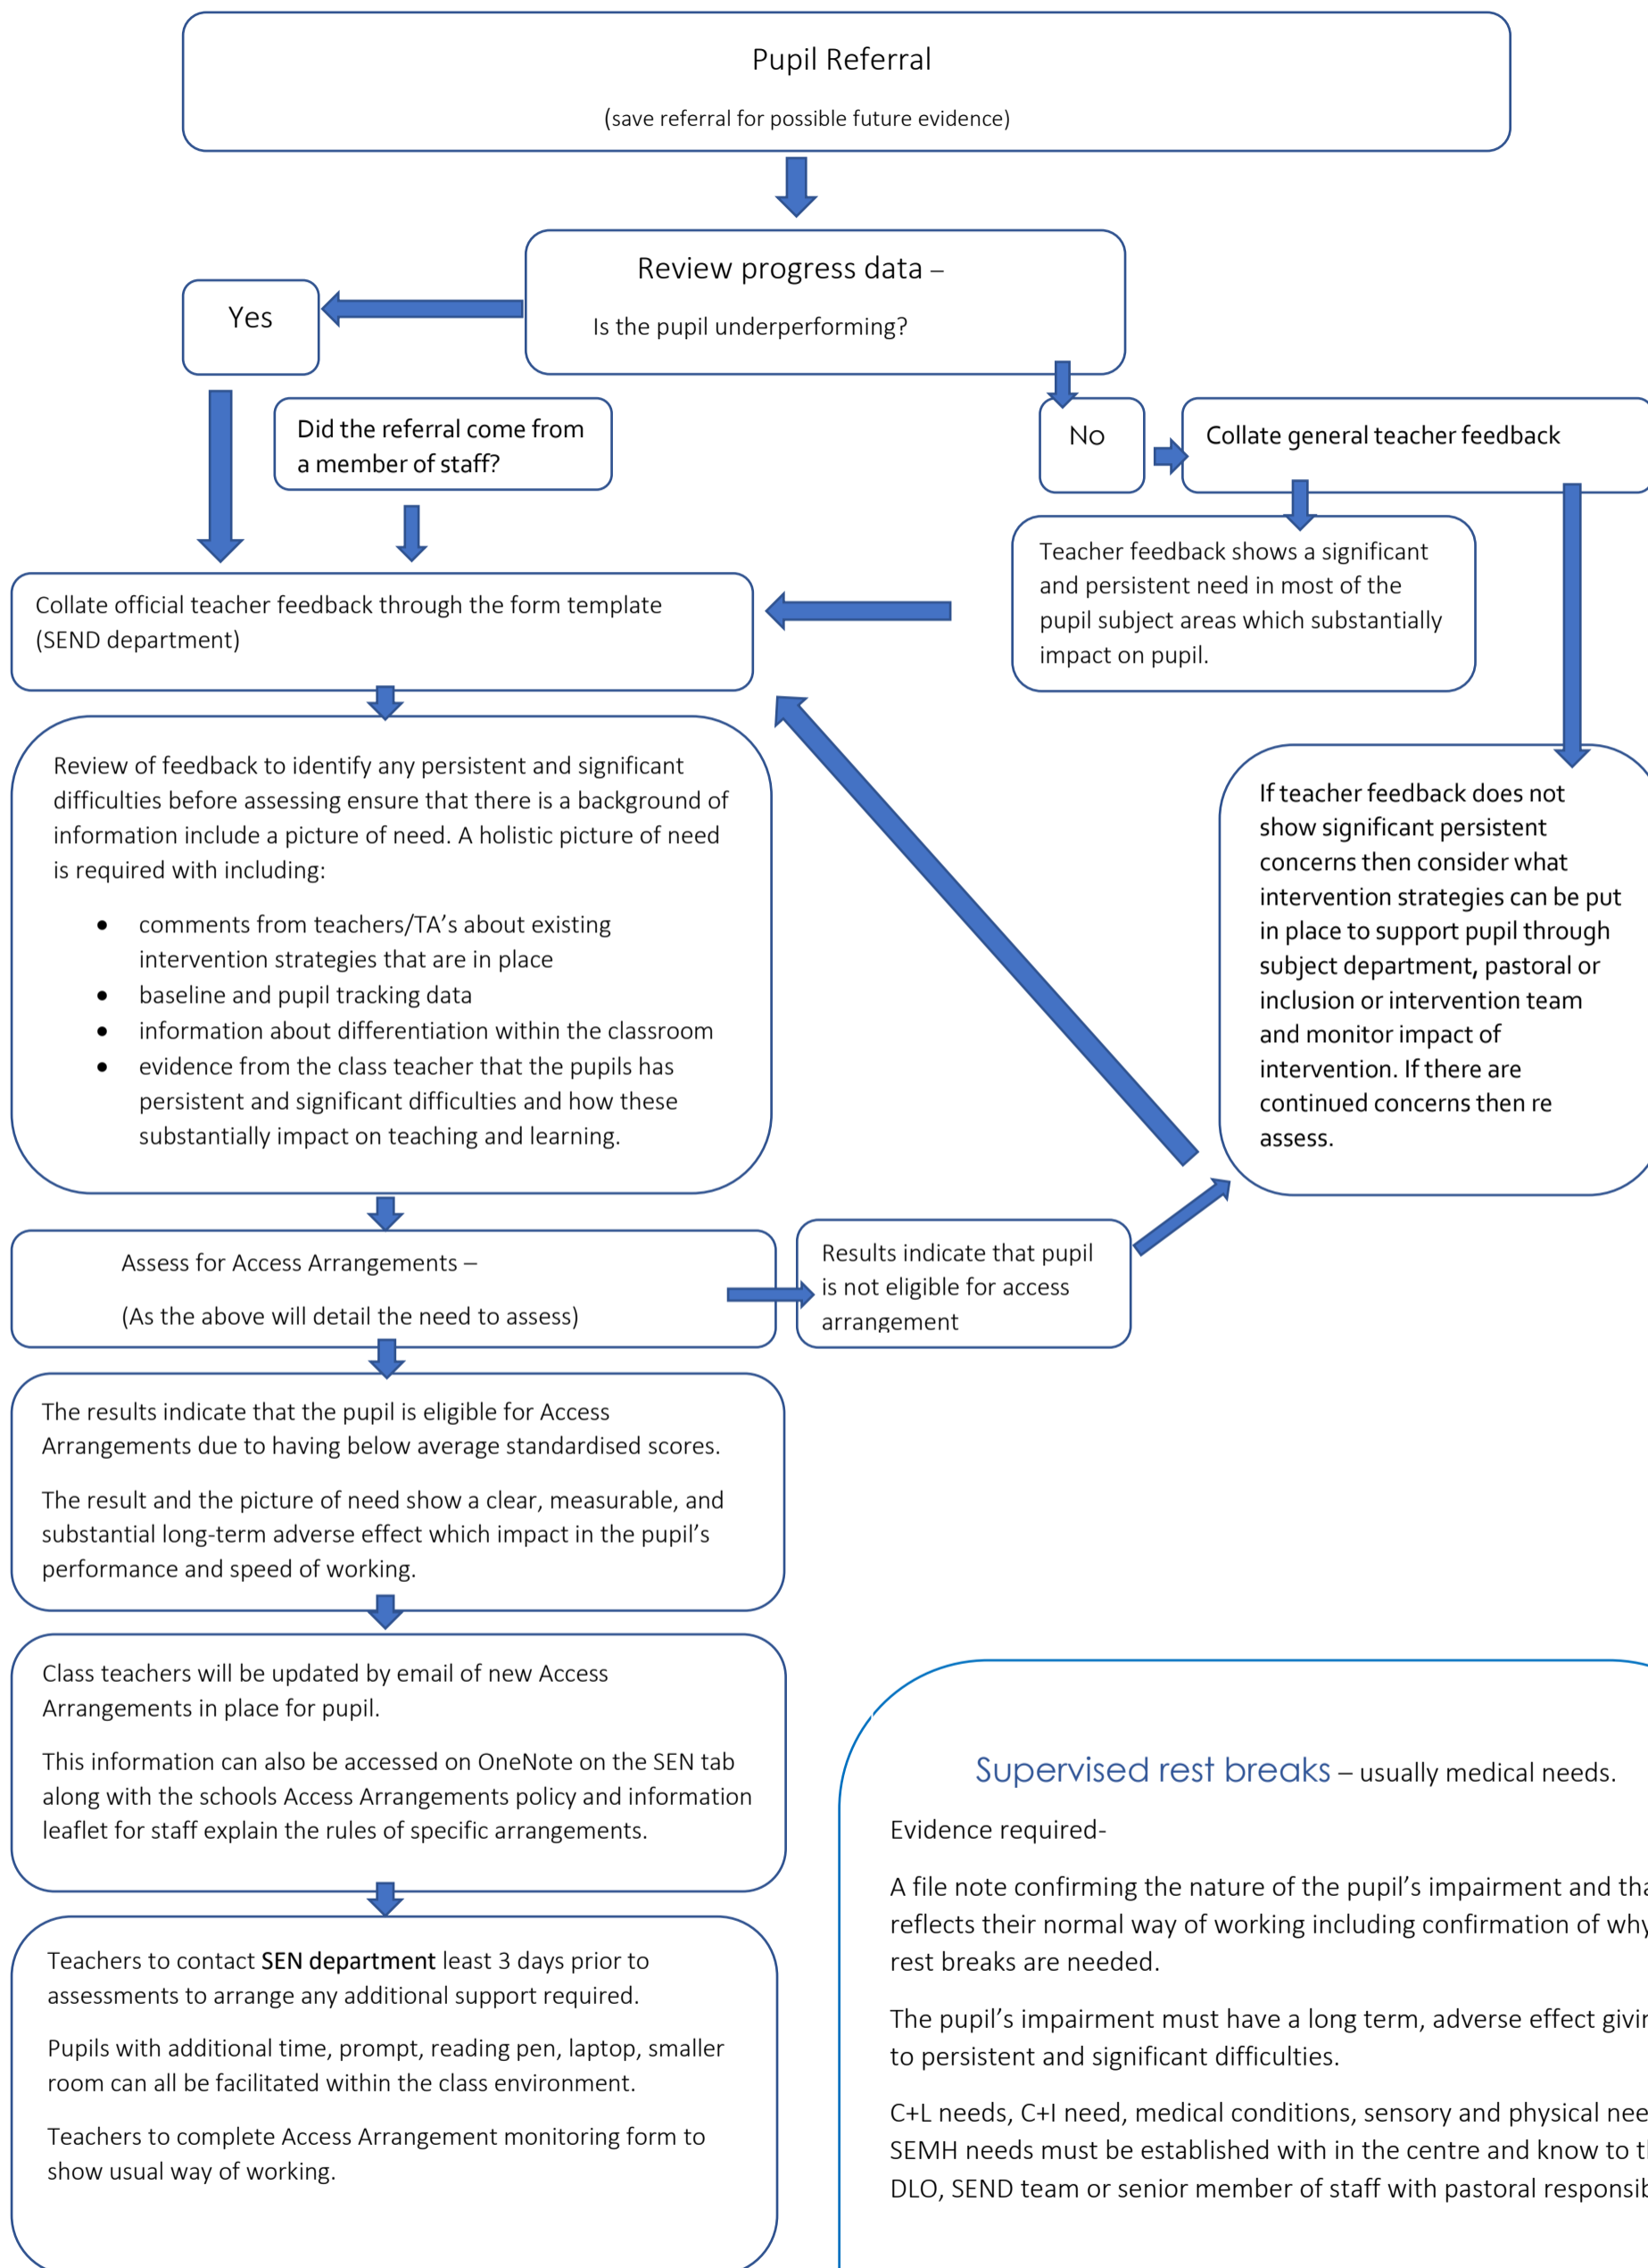 Pupil Referral
(save referral for possible future evidence)
Review progress data –
Is the pupil underperforming?
Yes
Did the referral come from
a member of staff?
No
Collate general teacher feedback
Teacher feedback shows a significant
and persistent need in most of the
pupil subject areas which substantially
impact on pupil.
Collate official teacher feedback through the form template
(SEND department)
Review of feedback to identify any persistent and significant
difficulties before assessing ensure that there is a background of
information include a picture of need. A holistic picture of need
is required with including:
• comments from teachers/TA’s about existing
intervention strategies that are in place
• baseline and pupil tracking data
• information about differentiation within the classroom
• evidence from the class teacher that the pupils has
persistent and significant difficulties and how these
substantially impact on teaching and learning.
If teacher feedback does not
show significant persistent
concerns then consider what
intervention strategies can be put
in place to support pupil through
subject department, pastoral or
inclusion or intervention team
and monitor impact of
intervention. If there are
continued concerns then re
assess.
Assess for Access Arrangements –
(As the above will detail the need to assess)
Results indicate that pupil
is not eligible for access
arrangement
The results indicate that the pupil is eligible for Access
Arrangements due to having below average standardised scores.
The result and the picture of need show a clear, measurable, and
substantial long-term adverse effect which impact in the pupil’s
performance and speed of working.
Class teachers will be updated by email of new Access
Arrangements in place for pupil.
This information can also be accessed on OneNote on the SEN tab
along with the schools Access Arrangements policy and information
leaflet for staff explain the rules of specific arrangements.
Teachers to contact SEN department least 3 days prior to
assessments to arrange any additional support required.
Pupils with additional time, prompt, reading pen, laptop, smaller
room can all be facilitated within the class environment.
Teachers to complete Access Arrangement monitoring form to
show usual way of working.
Supervised rest breaks – usually medical needs.
Evidence required-
A file note confirming the nature of the pupil’s impairment and
reflects their normal way of working including confirmation of why
rest breaks are needed.
The pupil’s impairment must have a long term, adverse effect
to persistent and significant difficulties.
C+L needs, C+I need, medical conditions, sensory and physical
SEMH needs must be established with in the centre and know to
DLO, SEND team or senior member of staff with pastoral